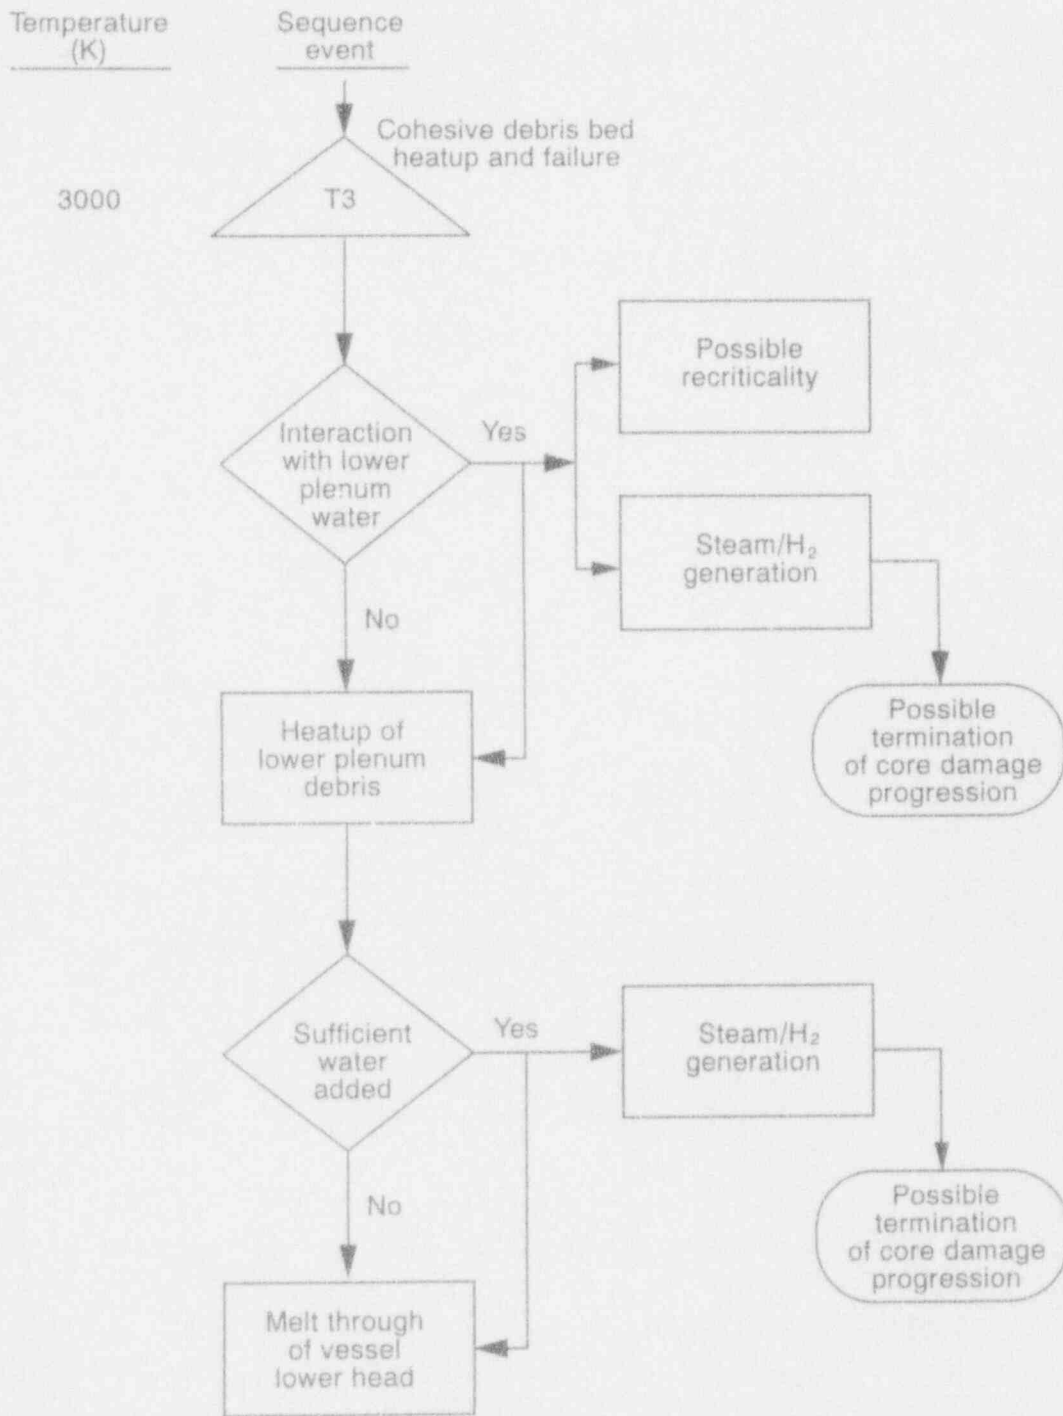 Temperature
(K)
Sequence
event
Cohesive debris bed
heatup and failure
3000
T3
Possible
recriticality
Interaction
with lower
plenum
water
Yes
Steam/H₂
generation
No
Heatup of
lower plenum
debris
Possible
termination
of core damage
progression
Sufficient
water
added
Yes
Steam/H₂
generation
No
Possible
termination
of core damage
progression
Melt through
of vessel
lower head